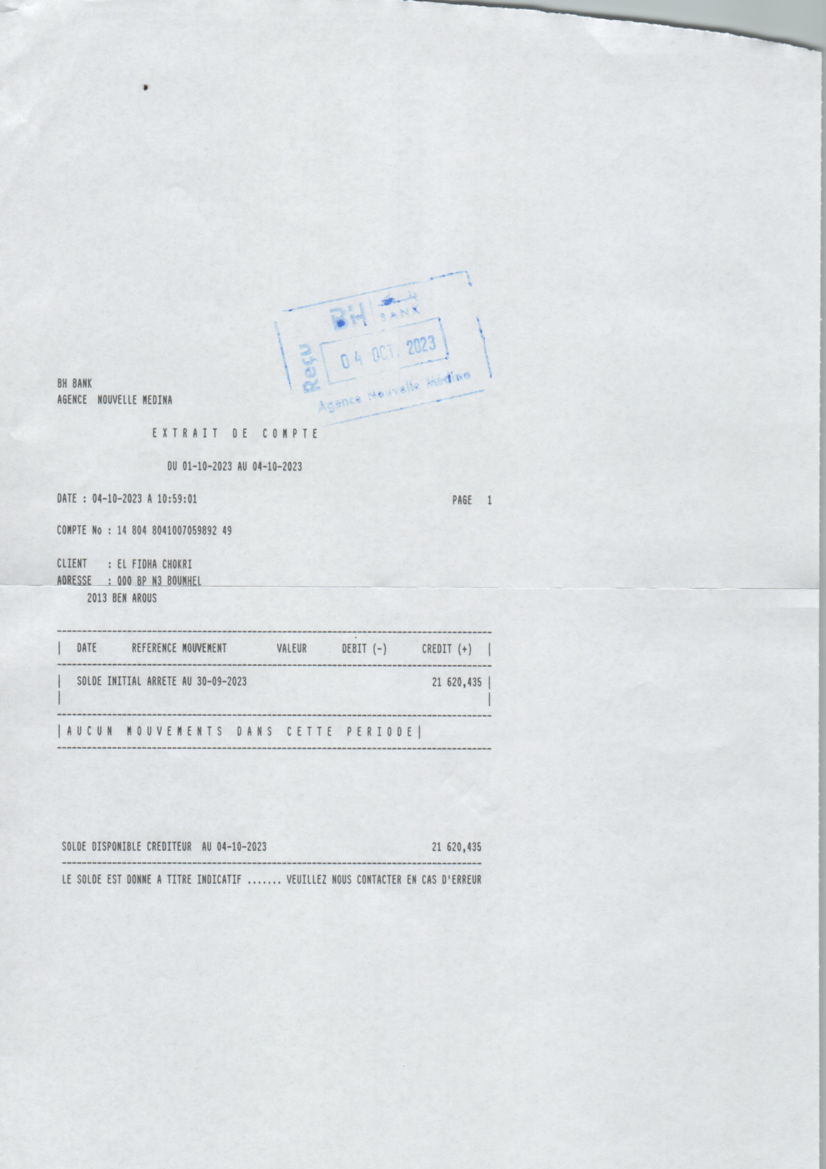 BH BANK
Reçu
04 OCT. 2023
Agence Nouvelle Médina
BH BANK
AGENCE NOUVELLE MEDINA
EXTRAIT DE COMPTE
DU 01-10-2023 AU 04-10-2023
DATE : 04-10-2023 A 10:59:01 PAGE 1
COMPTE No : 14 804 8041007059892 49
CLIENT : EL FIDHA CHOKRI
ADRESSE : 000 BP N3 BOUMHEL
2013 BEN AROUS
| DATE REFERENCE MOUVEMENT VALEUR DEBIT (-) CREDIT (+) |
| SOLDE INITIAL ARRETE AU 30-09-2023 21 620,435 |
|AUCUN MOUVEMENTS DANS CETTE PERIODE|
SOLDE DISPONIBLE CREDITEUR AU 04-10-2023 21 620,435
LE SOLDE EST DONNE A TITRE INDICATIF ....... VEUILLEZ NOUS CONTACTER EN CAS D'ERREUR